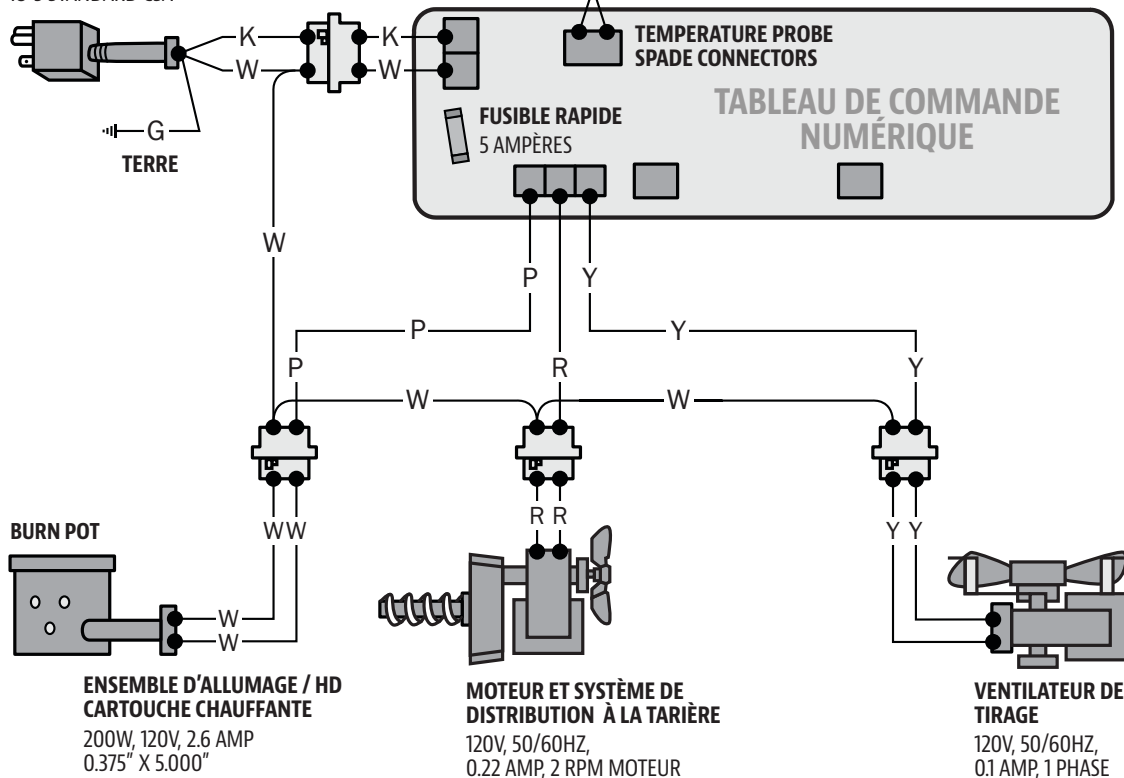 K
K
W
W
G
TERRE
TEMPERATURE PROBE
SPADE CONNECTORS
TABLEAU DE COMMANDE
NUMÉRIQUE
FUSIBLE RAPIDE
5 AMPÈRES
W
P
Y
P
Y
P
R
Y
W
W
WW
R R
Y Y
BURN POT
W
W
ENSEMBLE D'ALLUMAGE / HD
CARTOUCHE CHAUFFANTE
200W, 120V, 2.6 AMP
0.375" X 5.000"
MOTEUR ET SYSTÈME DE
DISTRIBUTION À LA TARIÈRE
120V, 50/60HZ,
0.22 AMP, 2 RPM MOTEUR
VENTILATEUR DE
TIRAGE
120V, 50/60HZ,
0.1 AMP, 1 PHASE